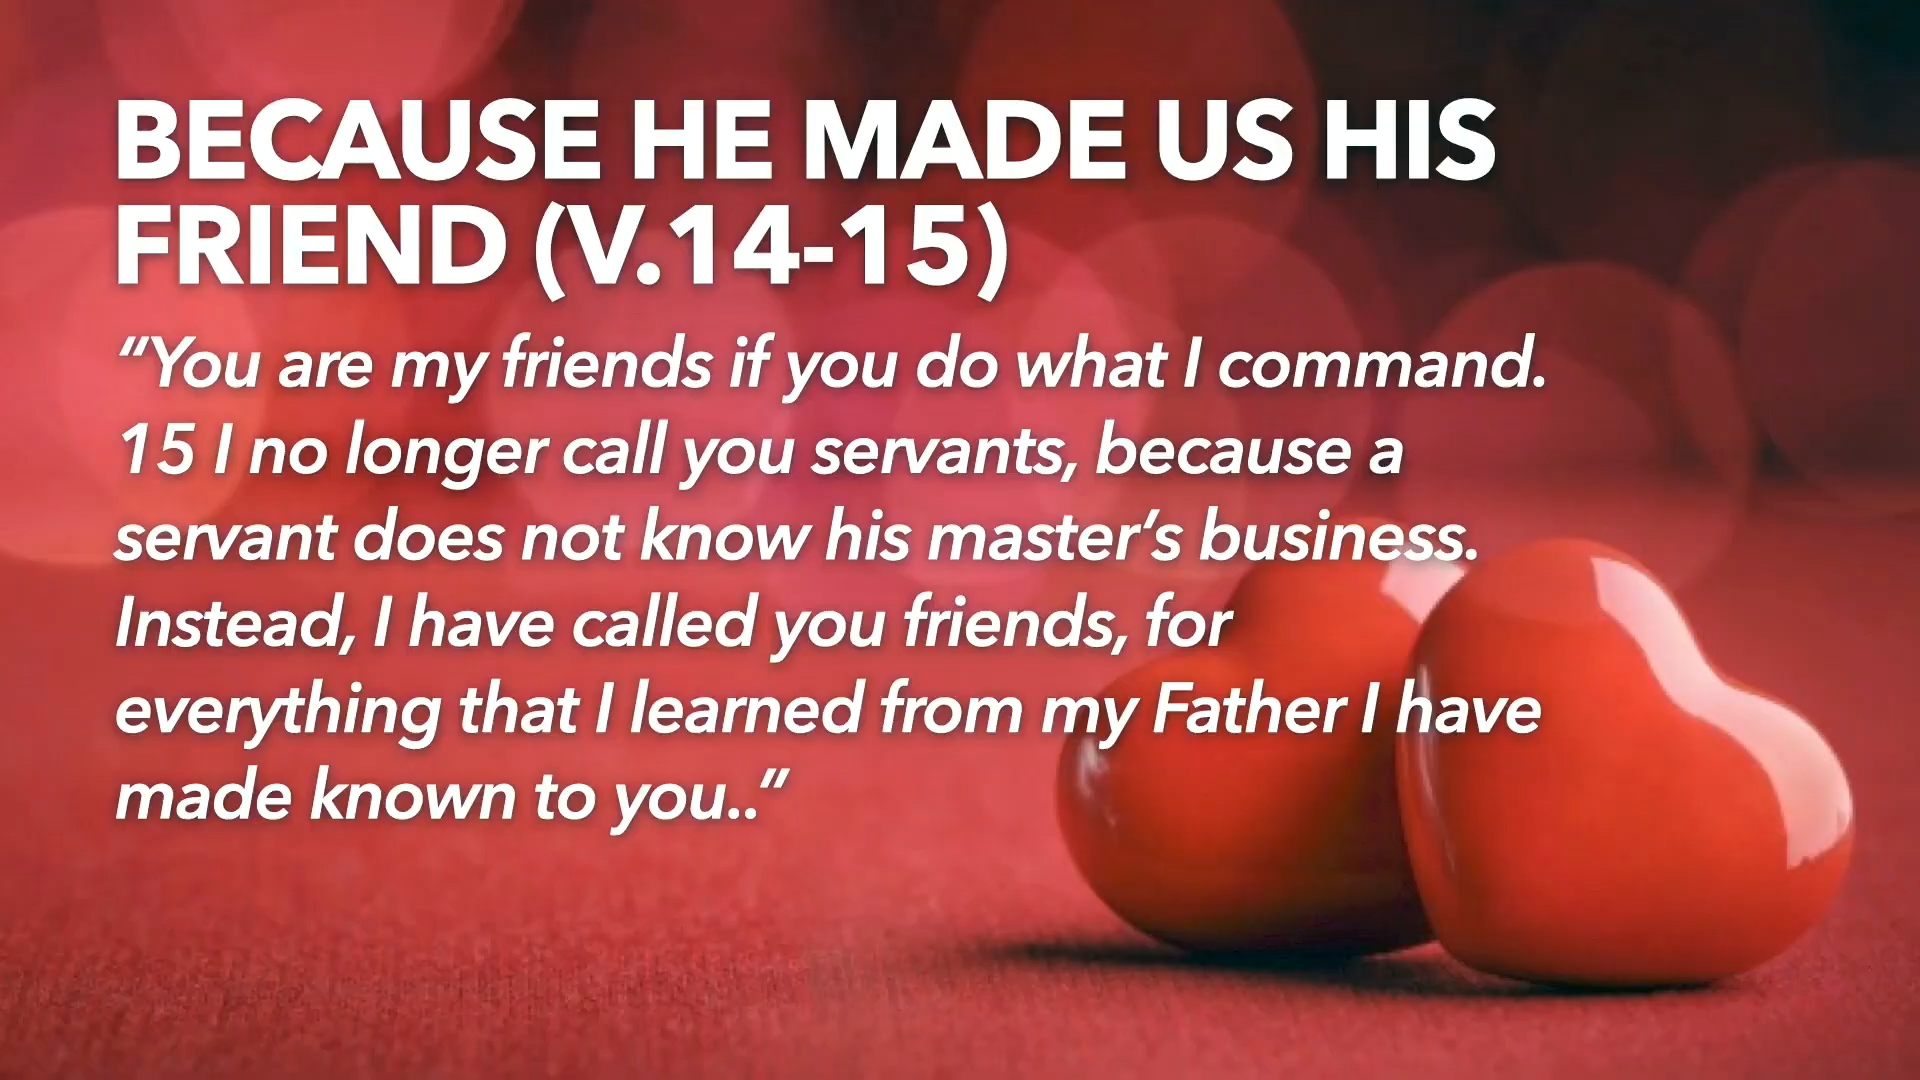 BECAUSE HE MADE US HIS
FRIEND (V.14-15)
“You are my friends if you do what I command.
15 I no longer call you servants, because a
servant does not know his master’s business.
Instead, I have called you friends, for
everything that I learned from my Father I have
made known to you..”